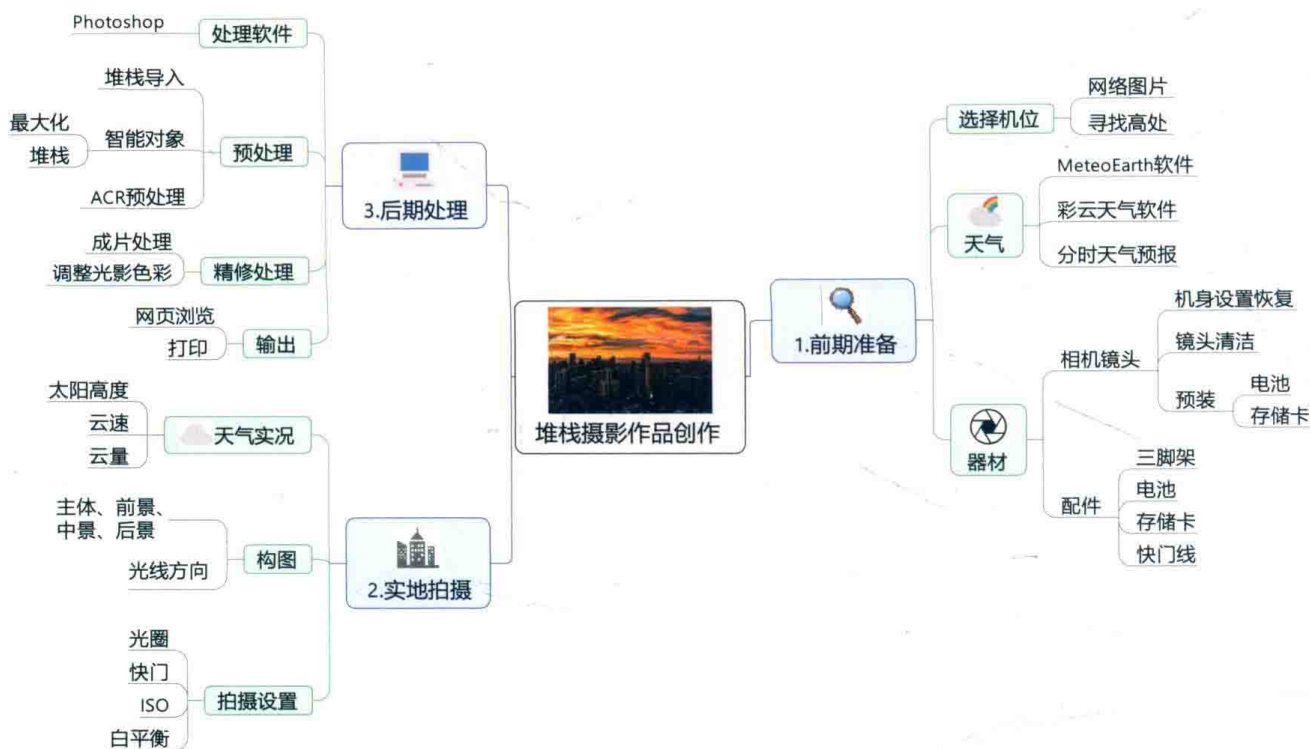 堆栈摄影作品创作
1.前期准备
选择机位
网络图片
寻找高处
天气
MeteoEarth软件
彩云天气软件
分时天气预报
器材
相机镜头
机身设置恢复
镜头清洁
预装
电池
存储卡
配件
三脚架
电池
存储卡
快门线
2.实地拍摄
天气实况
太阳高度
云速
云量
构图
主体、前景、
中景、后景
光线方向
拍摄设置
光圈
快门
ISO
白平衡
3.后期处理
处理软件
Photoshop
预处理
堆栈导入
智能对象
最大化
堆栈
ACR预处理
精修处理
成片处理
调整光影色彩
输出
网页浏览
打印